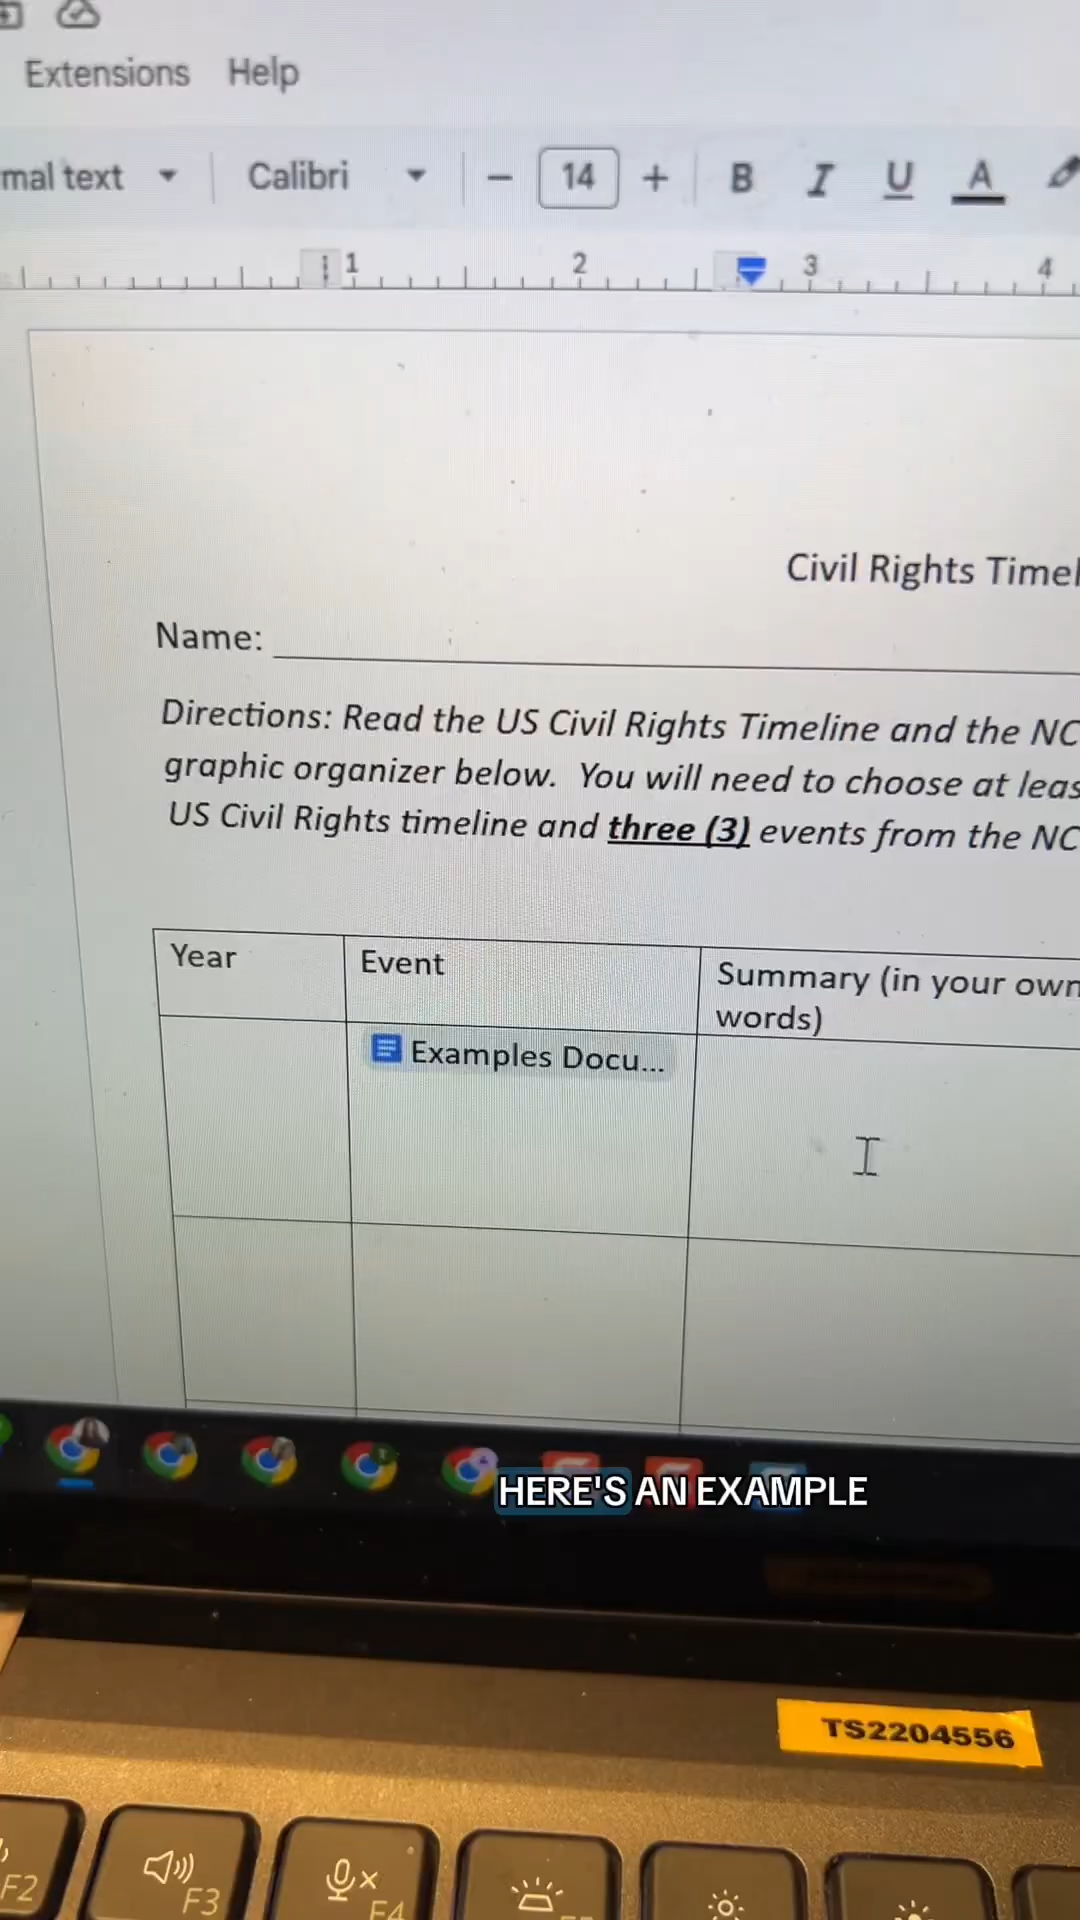 Extensions Help
mal text Calibri 14 B I U A
1 2 3 4
Civil Rights Timel
Name:
Directions: Read the US Civil Rights Timeline and the NC
graphic organizer below. You will need to choose at leas
US Civil Rights timeline and three (3) events from the NC
Year Event Summary (in your own
words)
Examples Docu...
HERE'S AN EXAMPLE
TS2204556
F2 F3 F4